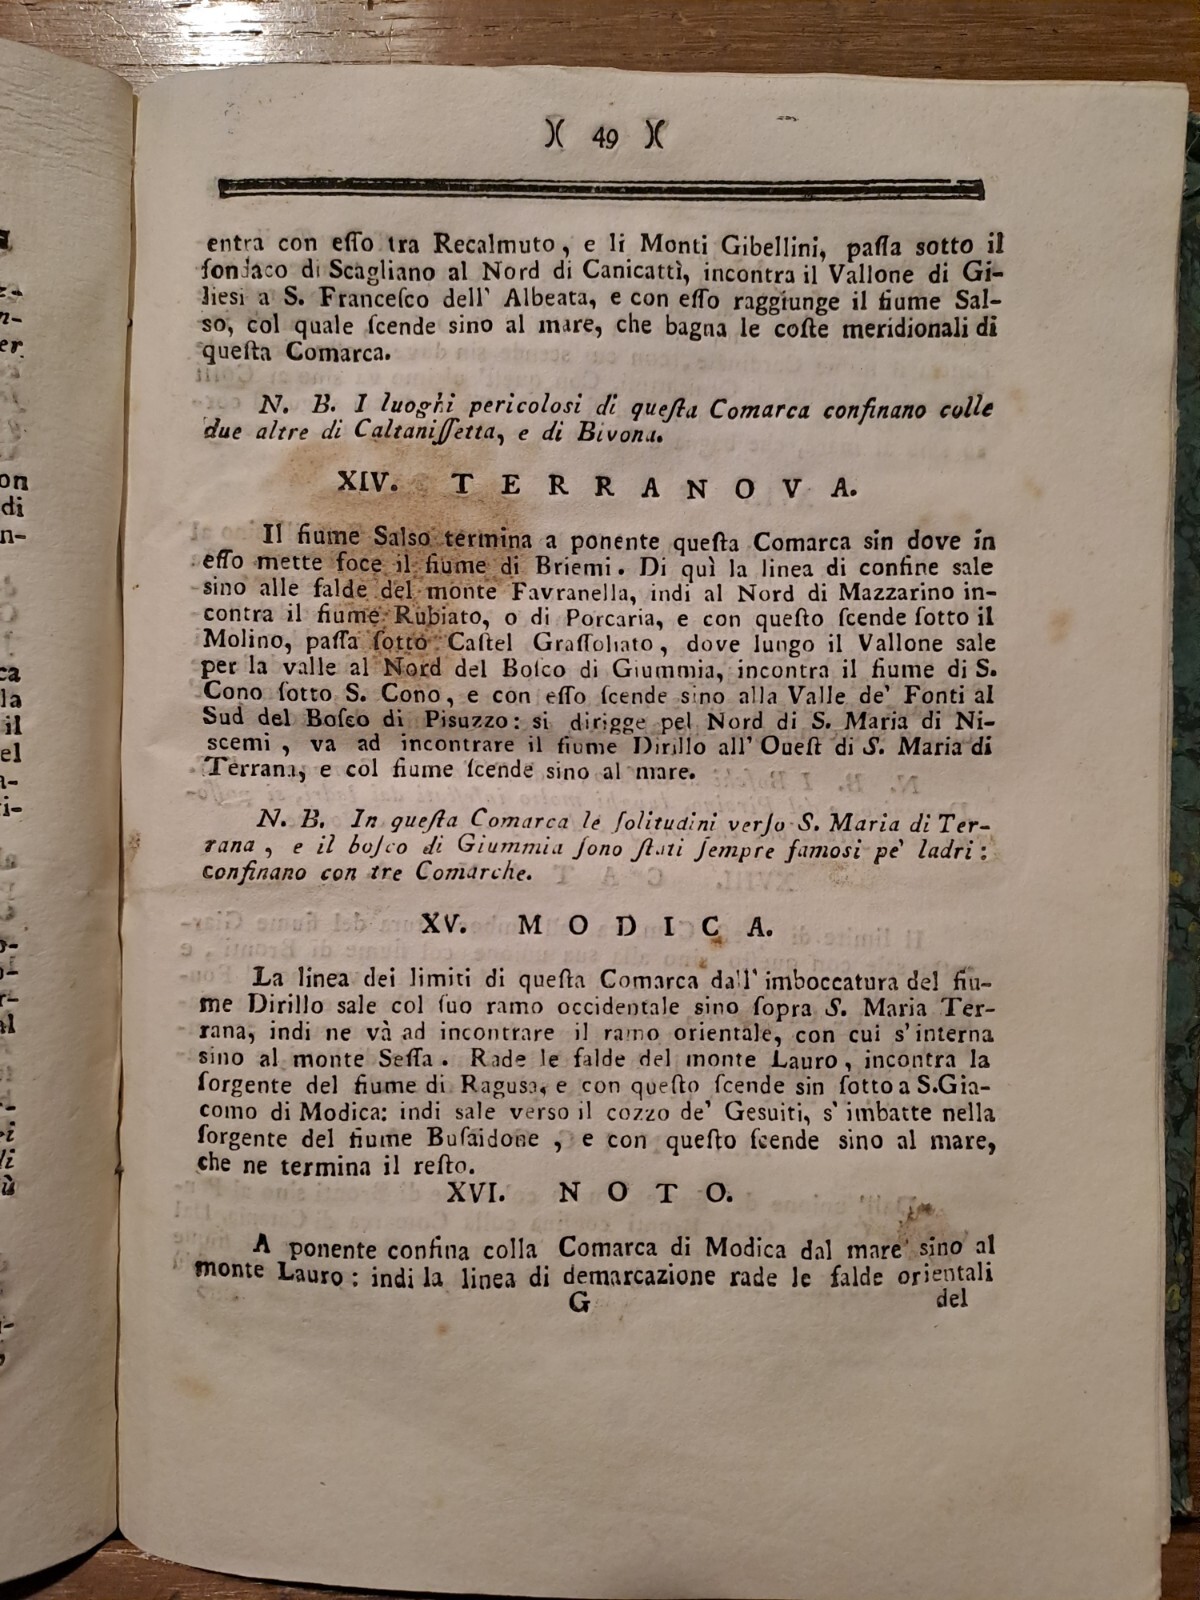 )( 49 )(
entra con eſſo tra Recalmuto, e li Monti Gibellini, paſſa sotto il
fondaco di Scagliano al Nord di Canicattì, incontra il Vallone di Gi-
liesi a S. Franceſco dell' Albeata, e con eſſo raggiunge il fiume Sal-
so, col quale ſcende sino al mare, che bagna le coſte meridionali di
queſta Comarca.
N. B. I luoghi pericolosi di queſta Comarca confinano colle
due altre di Caltaniſſetta, e di Bivona.
XIV. TERRANOVA.
Il fiume Salso termina a ponente queſta Comarca sin dove in
eſſo mette foce il fiume di Briemi. Di quì la linea di confine sale
sino alle falde del monte Favranella, indi al Nord di Mazzarino in-
contra il fiume Rubiato, o di Porcaria, e con queſto ſcende ſotto il
Molino, paſſa ſotto Caſtel Graſſoliato, dove lungo il Vallone sale
per la valle al Nord del Boſco di Giummia, incontra il fiume di S.
Cono ſotto S. Cono, e con eſſo ſcende sino alla Valle de' Fonti al
Sud del Boſco di Pisuzzo: si dirigge pel Nord di S. Maria di Ni-
scemi, va ad incontrare il fiume Dirillo all' Oueſt di S. Maria di
Terrana, e col fiume ſcende sino al mare.
N. B. In queſta Comarca le ſolitudini verſo S. Maria di Ter-
rana, e il boſco di Giummia ſono ſtati ſempre famosi pe' ladri:
confinano con tre Comarche.
XV. MODICA.
La linea dei limiti di queſta Comarca dall' imboccatura del fiu-
me Dirillo sale col ſuo ramo occidentale sino ſopra S. Maria Ter-
rana, indi ne và ad incontrare il ramo orientale, con cui s' interna
sino al monte Seſſa. Rade le falde del monte Lauro, incontra la
ſorgente del fiume di Ragusa, e con queſto ſcende sin ſotto a S. Gia-
como di Modica: indi sale verso il cozzo de' Gesuiti, s' imbatte nella
ſorgente del fiume Buſaidone, e con queſto ſcende sino al mare,
che ne termina il reſto.
XVI. NOTO.
A ponente confina colla Comarca di Modica dal mare sino al
monte Lauro: indi la linea di demarcazione rade le falde orientali
G del